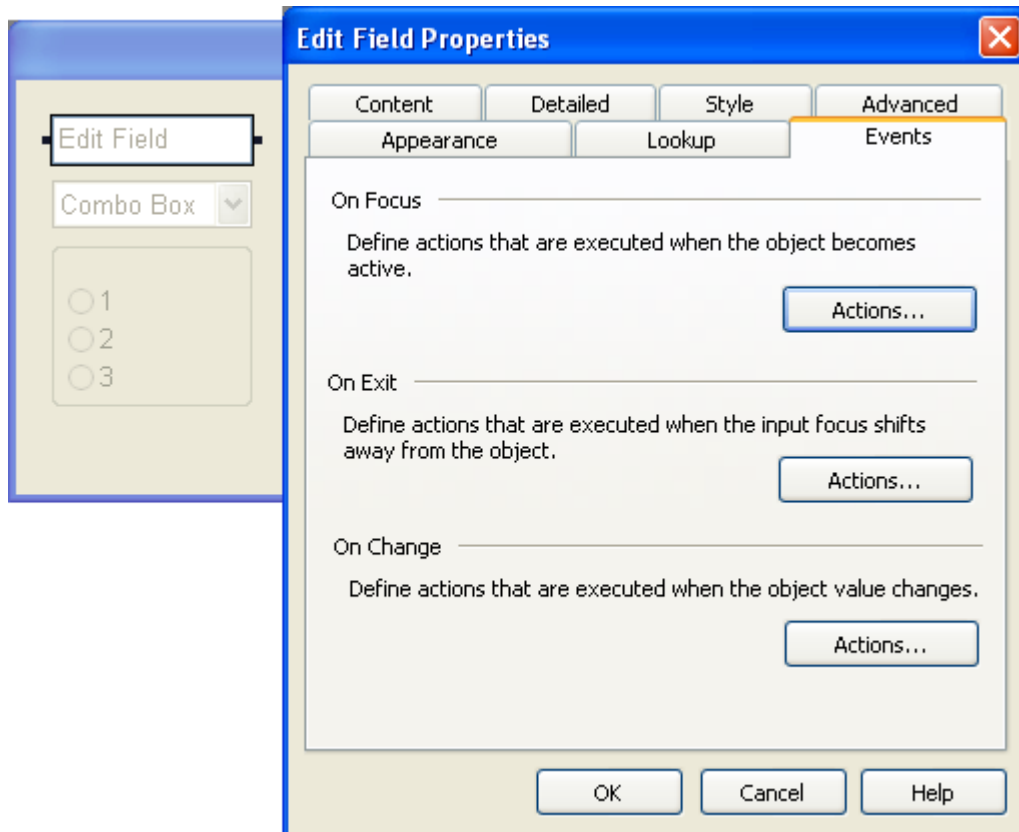 Edit Field
Combo Box
1
2
3
Edit Field Properties
Content Detailed Style Advanced
Appearance Lookup Events
On Focus
Define actions that are executed when the object becomes
active.
Actions...
On Exit
Define actions that are executed when the input focus shifts
away from the object.
Actions...
On Change
Define actions that are executed when the object value changes.
Actions...
OK Cancel Help